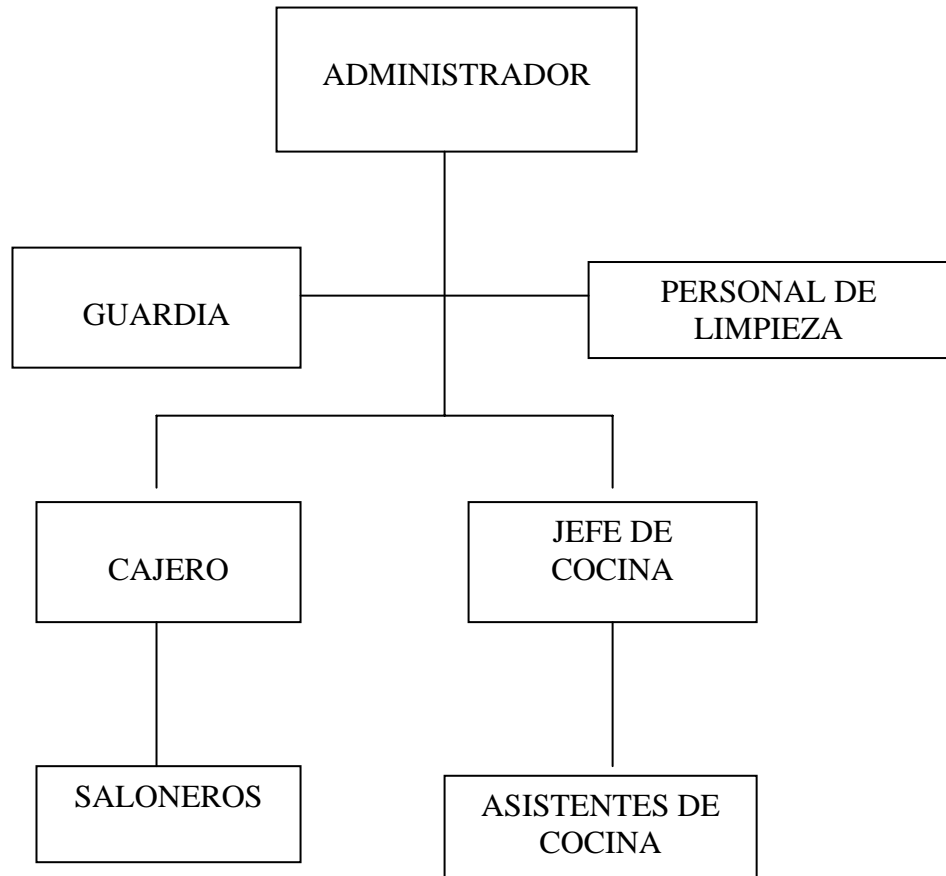 ADMINISTRADOR
GUARDIA
PERSONAL DE
LIMPIEZA
CAJERO
JEFE DE
COCINA
SALONEROS
ASISTENTES DE
COCINA